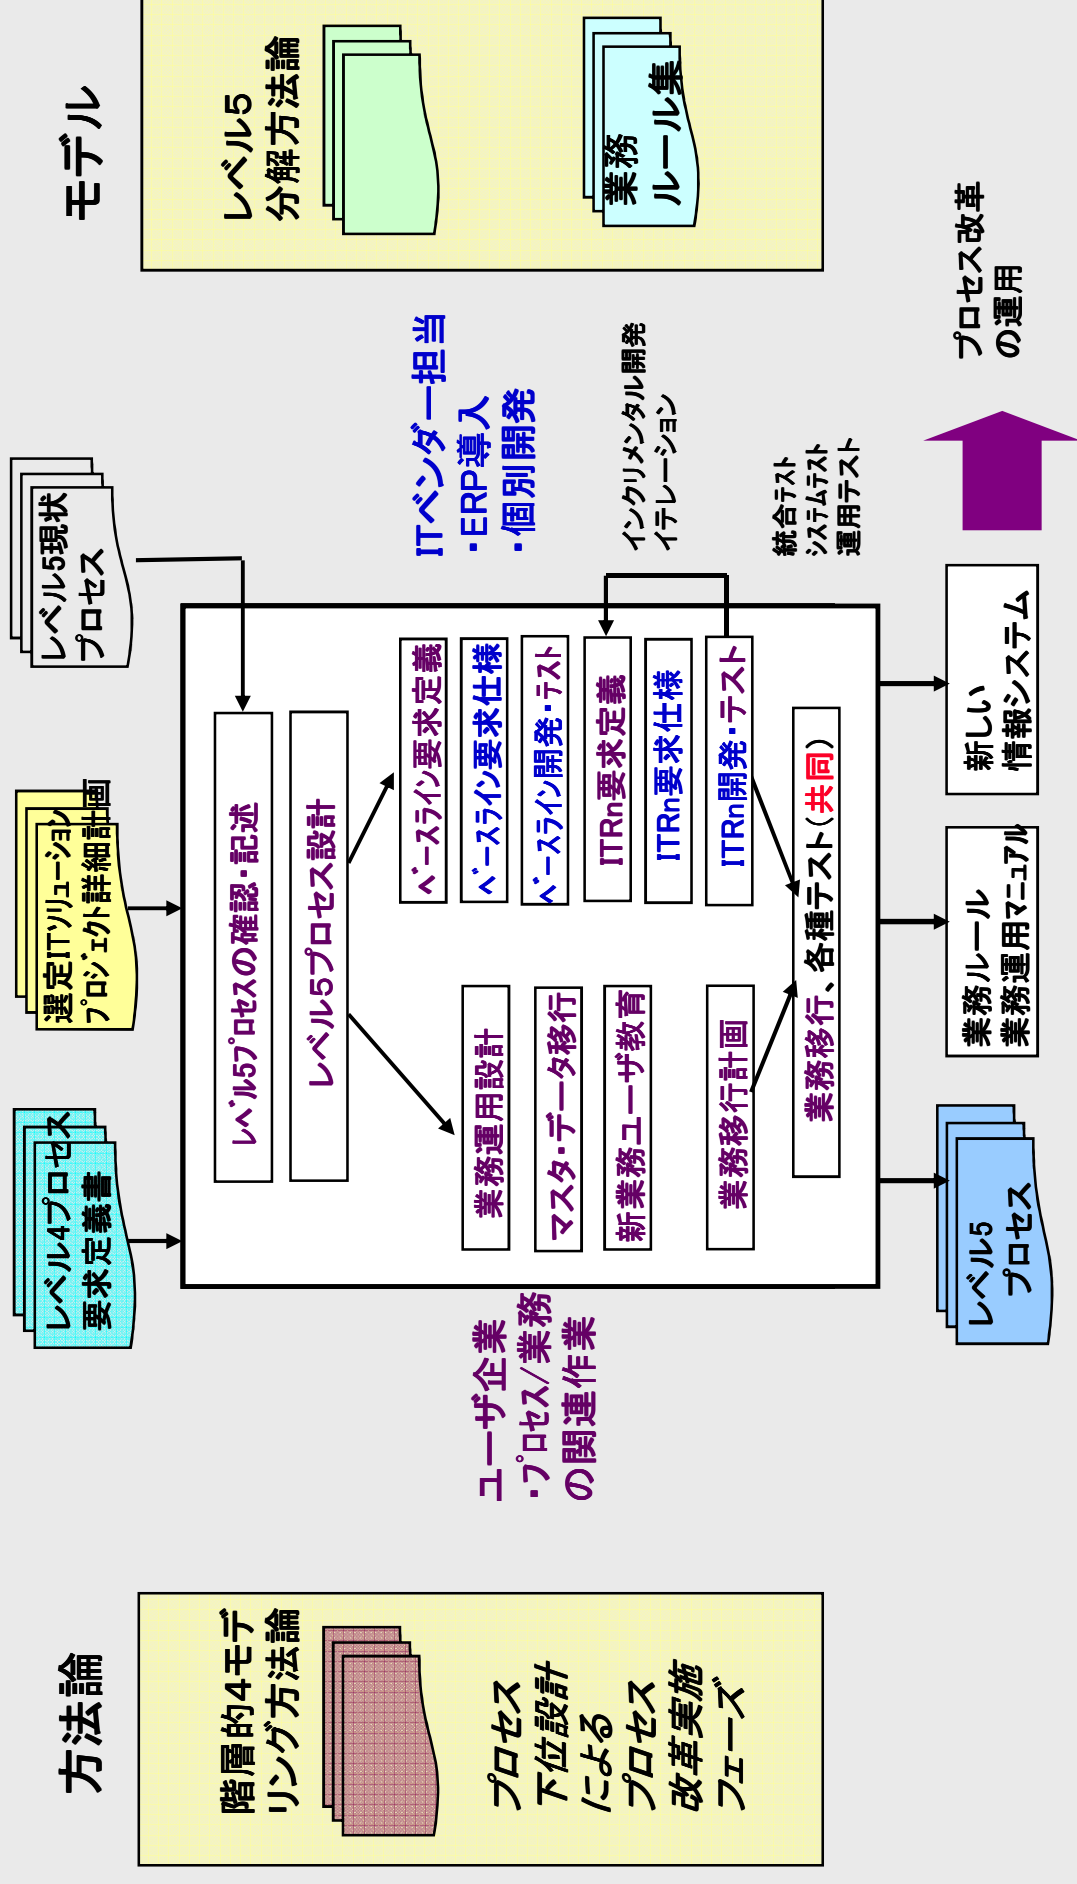 方法論
階層的4モデ
リング方法論
プロセス
下位設計
による
プロセス
改革実施
フェーズ
レベル4プロセス
要求定義書
選定ITソリューション
プロジェクト詳細計画
レベル5現状
プロセス
ユーザ企業
・プロセス/業務
の関連作業
レベル5プロセスの確認・記述
レベル5プロセス設計
業務運用設計
マスタ・データ移行
新業務ユーザ教育
業務移行計画
ベースライン要求定義
ベースライン要求仕様
ベースライン開発・テスト
ITRn要求定義
ITRn要求仕様
ITRn開発・テスト
業務移行、各種テスト(共同)
ITベンダー担当
・ERP導入
・個別開発
インクリメンタル開発
イテレーション
統合テスト
システムテスト
運用テスト
レベル5
プロセス
業務ルール
業務運用マニュアル
新しい
情報システム
プロセス改革
の運用
モデル
レベル5
分解方法論
業務
ルール集